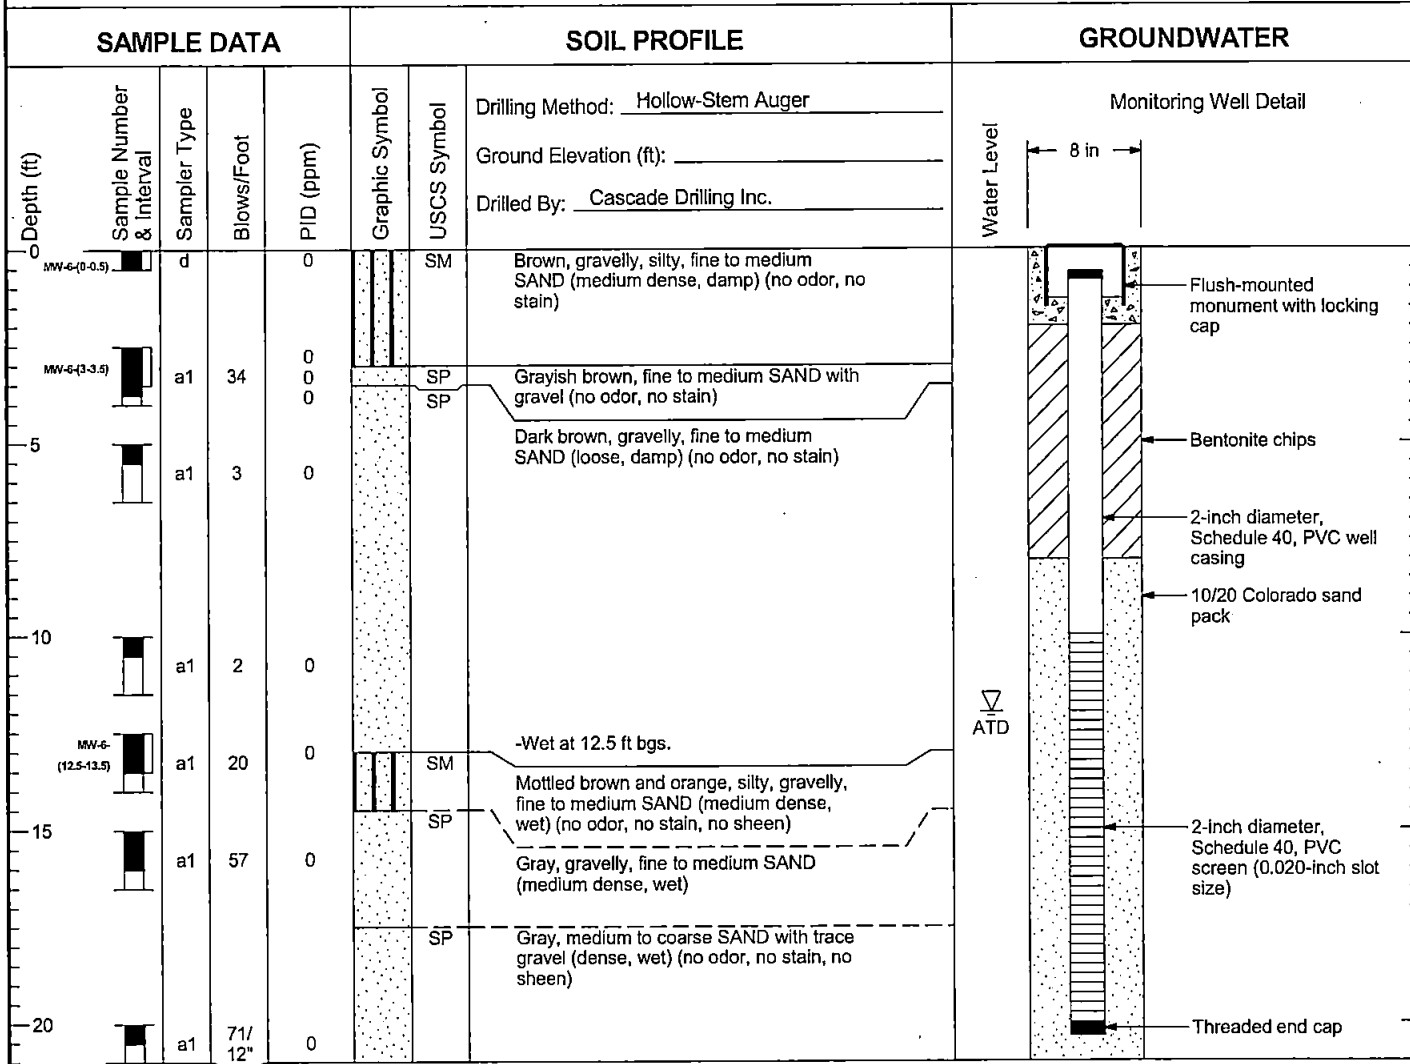 SAMPLE DATA
SOIL PROFILE
GROUNDWATER
Depth (ft)
Sample Number
& Interval
Sampler Type
Blows/Foot
PID (ppm)
Graphic Symbol
USCS Symbol
Drilling Method: Hollow-Stem Auger
Ground Elevation (ft):
Drilled By: Cascade Drilling Inc.
Water Level
Monitoring Well Detail
8 in
0
MW-6-(0-0.5)
d
0
SM
Brown, gravelly, silty, fine to medium
SAND (medium dense, damp) (no odor, no
stain)
Flush-mounted
monument with locking
cap
MW-6-(3-3.5)
a1
34
0
0
0
SP
SP
Grayish brown, fine to medium SAND with
gravel (no odor, no stain)
5
a1
3
0
Dark brown, gravelly, fine to medium
SAND (loose, damp) (no odor, no stain)
Bentonite chips
2-inch diameter,
Schedule 40, PVC well
casing
10/20 Colorado sand
pack
10
a1
2
0
ATD
MW-6-
(12.5-13.5)
a1
20
0
-Wet at 12.5 ft bgs.
SM
Mottled brown and orange, silty, gravelly,
fine to medium SAND (medium dense,
wet) (no odor, no stain, no sheen)
15
a1
57
0
SP
Gray, gravelly, fine to medium SAND
(medium dense, wet)
2-inch diameter,
Schedule 40, PVC
screen (0.020-inch slot
size)
SP
Gray, medium to coarse SAND with trace
gravel (dense, wet) (no odor, no stain, no
sheen)
20
a1
71/
12"
0
Threaded end cap